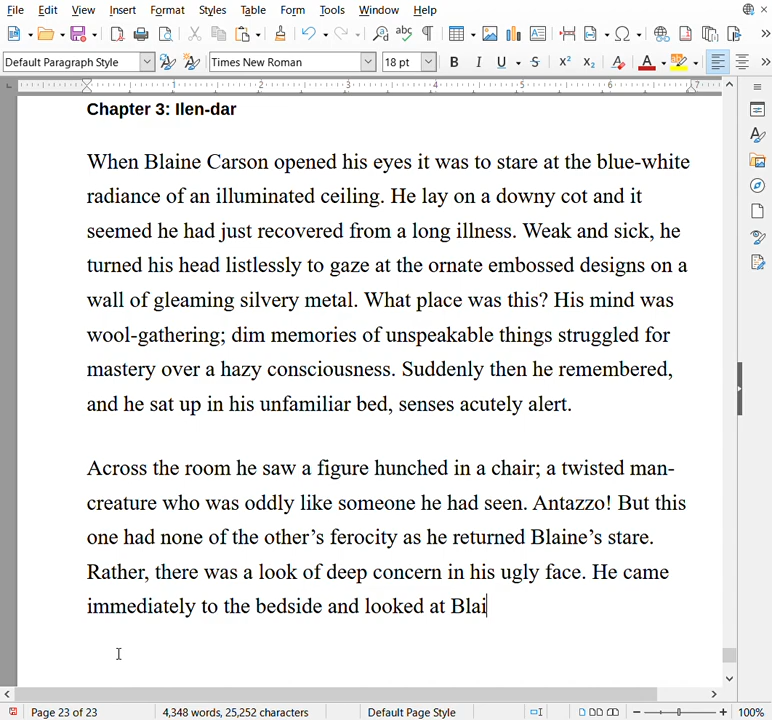 File Edit View Insert Format Styles Table Form Tools Window Help
Default Paragraph Style Times New Roman 18 pt B I U S X² X₂ A
1 2 3 4 5 6 7
Chapter 3: Ilen-dar
When Blaine Carson opened his eyes it was to stare at the blue-white
radiance of an illuminated ceiling. He lay on a downy cot and it
seemed he had just recovered from a long illness. Weak and sick, he
turned his head listlessly to gaze at the ornate embossed designs on a
wall of gleaming silvery metal. What place was this? His mind was
wool-gathering; dim memories of unspeakable things struggled for
mastery over a hazy consciousness. Suddenly then he remembered,
and he sat up in his unfamiliar bed, senses acutely alert.
Across the room he saw a figure hunched in a chair; a twisted man-
creature who was oddly like someone he had seen. Antazzo! But this
one had none of the other’s ferocity as he returned Blaine’s stare.
Rather, there was a look of deep concern in his ugly face. He came
immediately to the bedside and looked at Blai
Page 23 of 23 4,348 words, 25,252 characters Default Page Style 100%